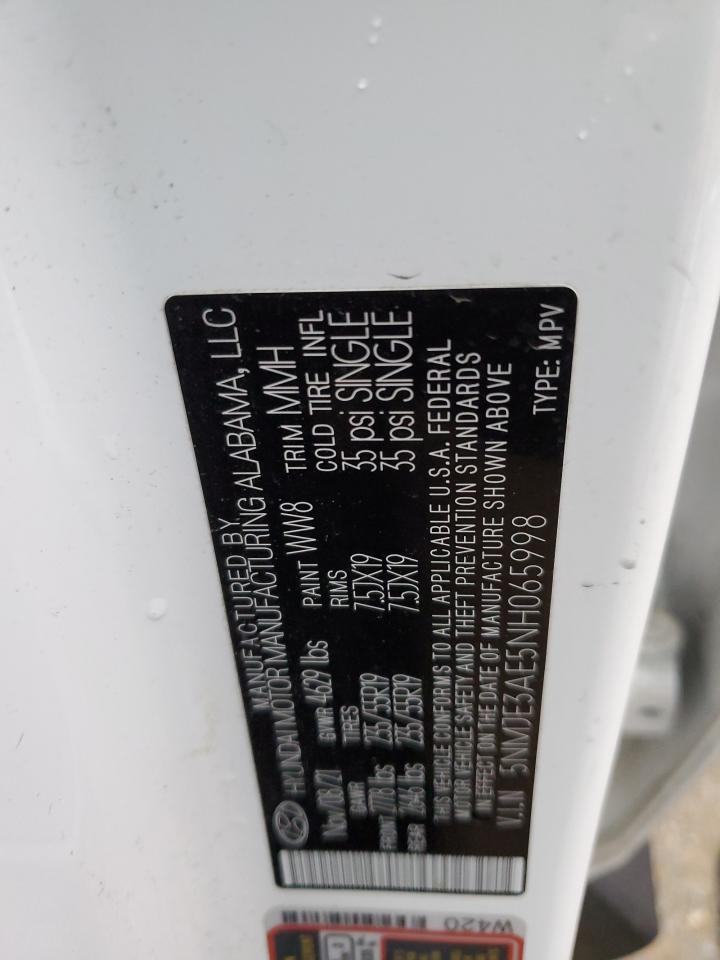 MANUFACTURED BY
HYUNDAI MOTOR MANUFACTURING ALABAMA, LLC
Nov/18/21 GVWR 4629 lbs PAINT WW8 TRIM MMH
GAWR TIRES RIMS COLD TIRE INFL
FRONT lbs 235/55R19 7.5JX19 35 psi SINGLE
REAR lbs 235/55R19 7.5JX19 35 psi SINGLE
THIS VEHICLE CONFORMS TO ALL APPLICABLE U.S.A. FEDERAL
MOTOR VEHICLE SAFETY AND THEFT PREVENTION STANDARDS
IN EFFECT ON THE DATE OF MANUFACTURE SHOWN ABOVE
V.I.N 5NMJE3AE5NH065998 TYPE: MPV
W420